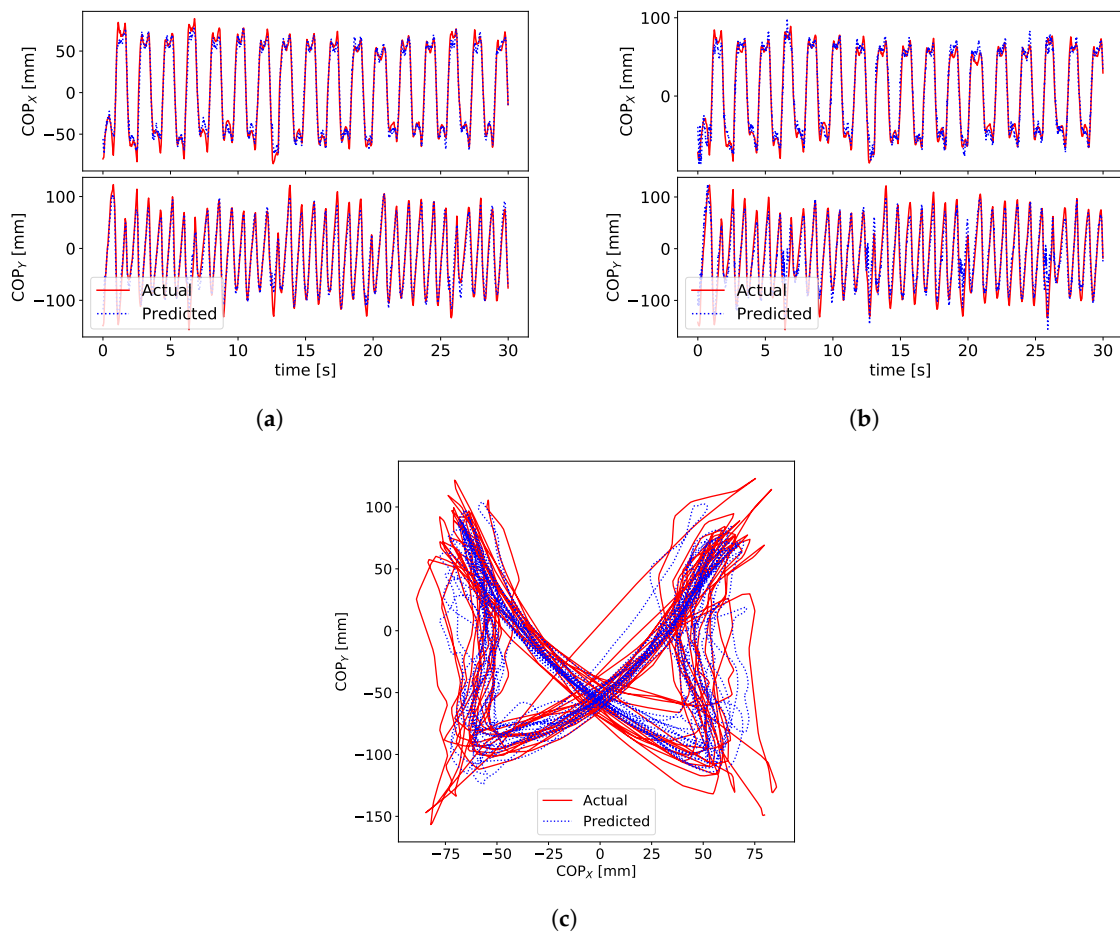 50
0
−50
COP_X [mm]
100
0
−100
COP_Y [mm]
Actual
Predicted
0 5 10 15 20 25 30
time [s]
(a)
100
0
COP_X [mm]
100
0
−100
COP_Y [mm]
Actual
Predicted
0 5 10 15 20 25 30
time [s]
(b)
100
50
0
−50
−100
−150
COP_Y [mm]
Actual
Predicted
−75 −50 −25 0 25 50 75
COP_X [mm]
(c)